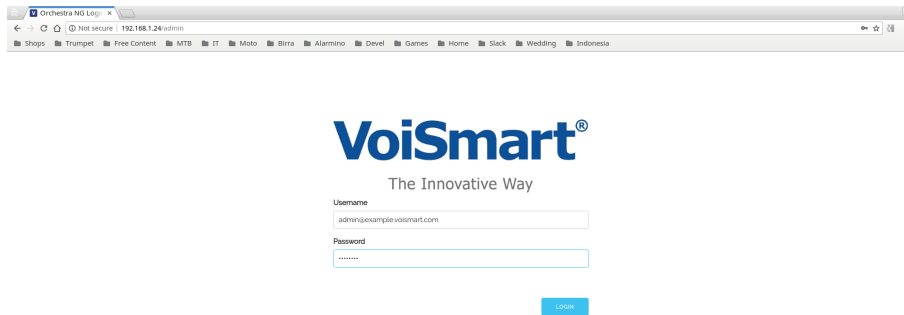 Orchestra NG Logi
Not secure | 192.168.1.24/admin
Shops Trumpet Free Content MTB IT Moto Birra Alarmino Devel Games Home Slack Wedding Indonesia
VoiSmart®
The Innovative Way
Username
admin@example.voismart.com
Password
••••••••
LOGIN